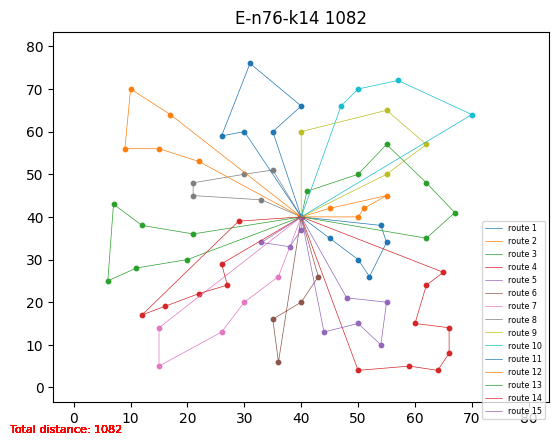 E-n76-k14 1082
80
70
60
50
40
30
20
10
0
0 10 20 30 40 50 60 70 80
route 1
route 2
route 3
route 4
route 5
route 6
route 7
route 8
route 9
route 10
route 11
route 12
route 13
route 14
route 15
Total distance: 1082